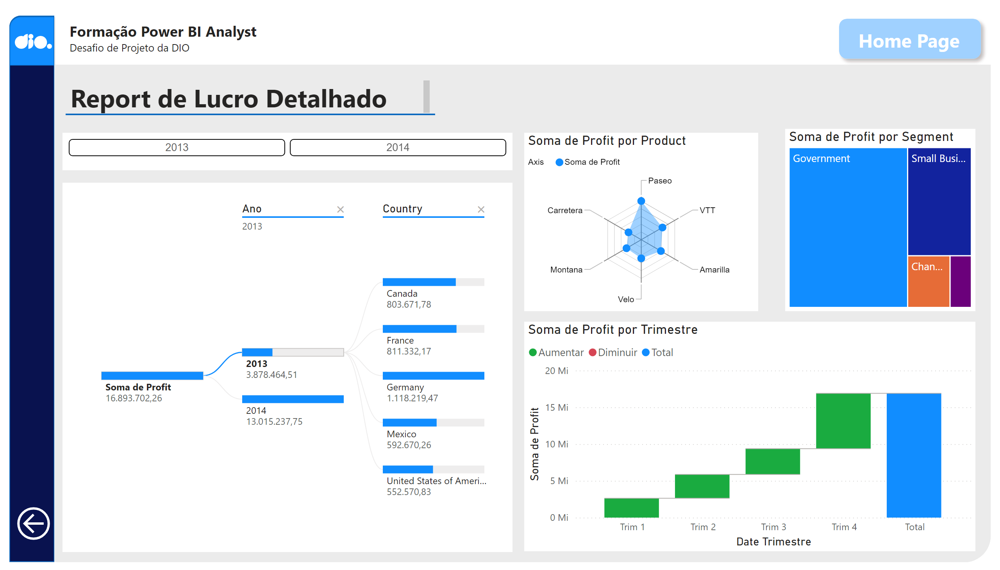 dio.
Formação Power BI Analyst
Desafio de Projeto da DIO
Home Page
Report de Lucro Detalhado
2013
2014
Ano
2013
Country
Soma de Profit
16.893.702,26
2013
3.878.464,51
2014
13.015.237,75
Canada
803.671,78
France
811.332,17
Germany
1.118.219,47
Mexico
592.670,26
United States of Ameri...
552.570,83
Soma de Profit por Product
Axis Soma de Profit
Paseo
VTT
Amarilla
Velo
Montana
Carretera
Soma de Profit por Segment
Government
Small Busi...
Chan...
Soma de Profit por Trimestre
Aumentar Diminuir Total
Soma de Profit
20 Mi
15 Mi
10 Mi
5 Mi
0 Mi
Trim 1 Trim 2 Trim 3 Trim 4 Total
Date Trimestre